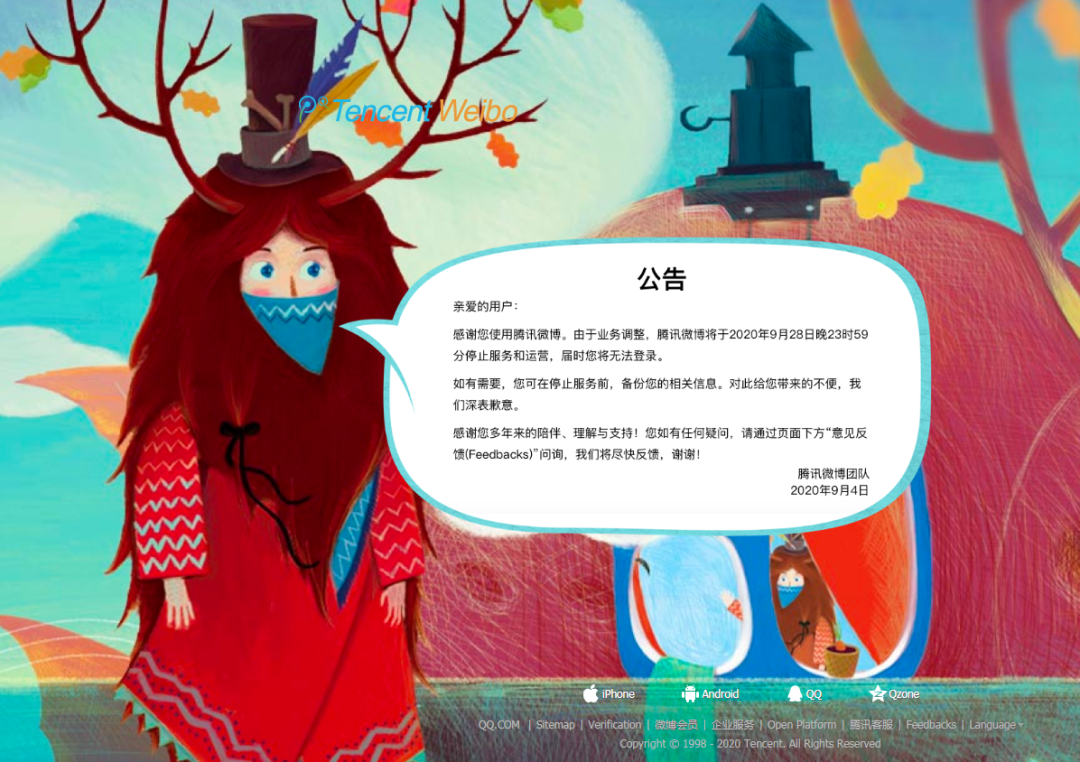 Tencent Weibo
公告
亲爱的用户：
感谢您使用腾讯微博。由于业务调整，腾讯微博将于2020年9月28日晚23时59
分停止服务和运营，届时您将无法登录。
如有需要，您可在停止服务前，备份您的相关信息。对此给您带来的不便，我
们深表歉意。
感谢您多年来的陪伴、理解与支持！您如有任何疑问，请通过页面下方“意见反
馈(Feedbacks)”问询，我们将尽快反馈，谢谢！
腾讯微博团队
2020年9月4日
iPhone Android QQ Qzone
QQ.COM | Sitemap | Verification | 微博会员 | 企业服务 | Open Platform | 腾讯客服 | Feedbacks | Language
Copyright © 1998 - 2020 Tencent. All Rights Reserved